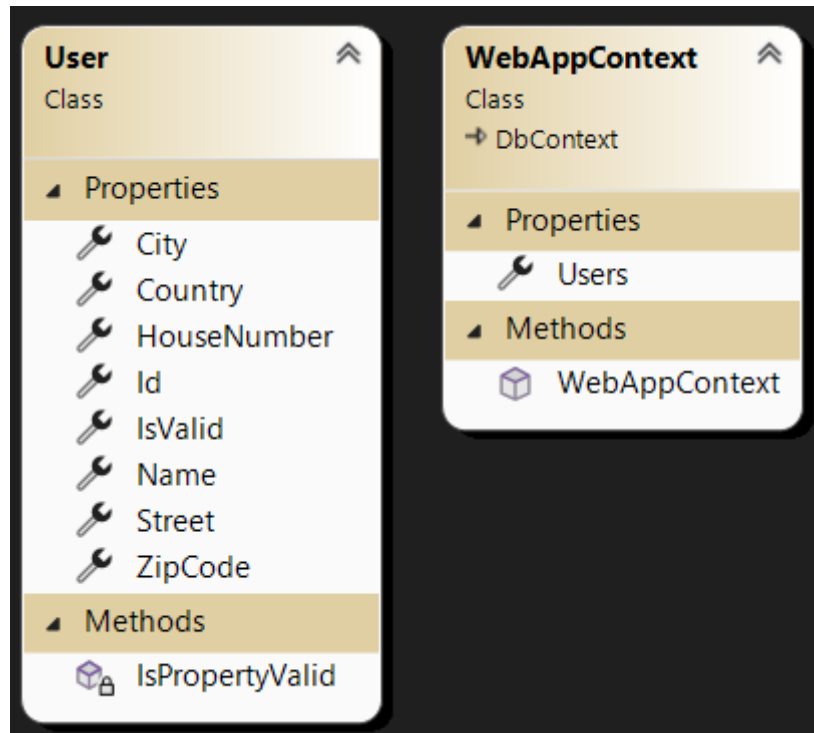 User
Class
Properties
City
Country
HouseNumber
Id
IsValid
Name
Street
ZipCode
Methods
IsPropertyValid
WebAppContext
Class
DbContext
Properties
Users
Methods
WebAppContext